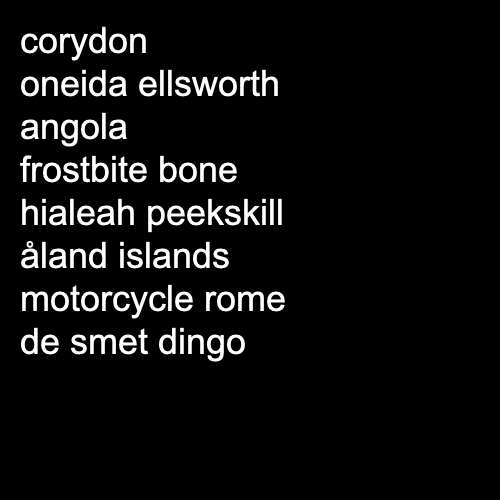 corydon
oneida ellsworth
angola
frostbite bone
hialeah peekskill
åland islands
motorcycle rome
de smet dingo